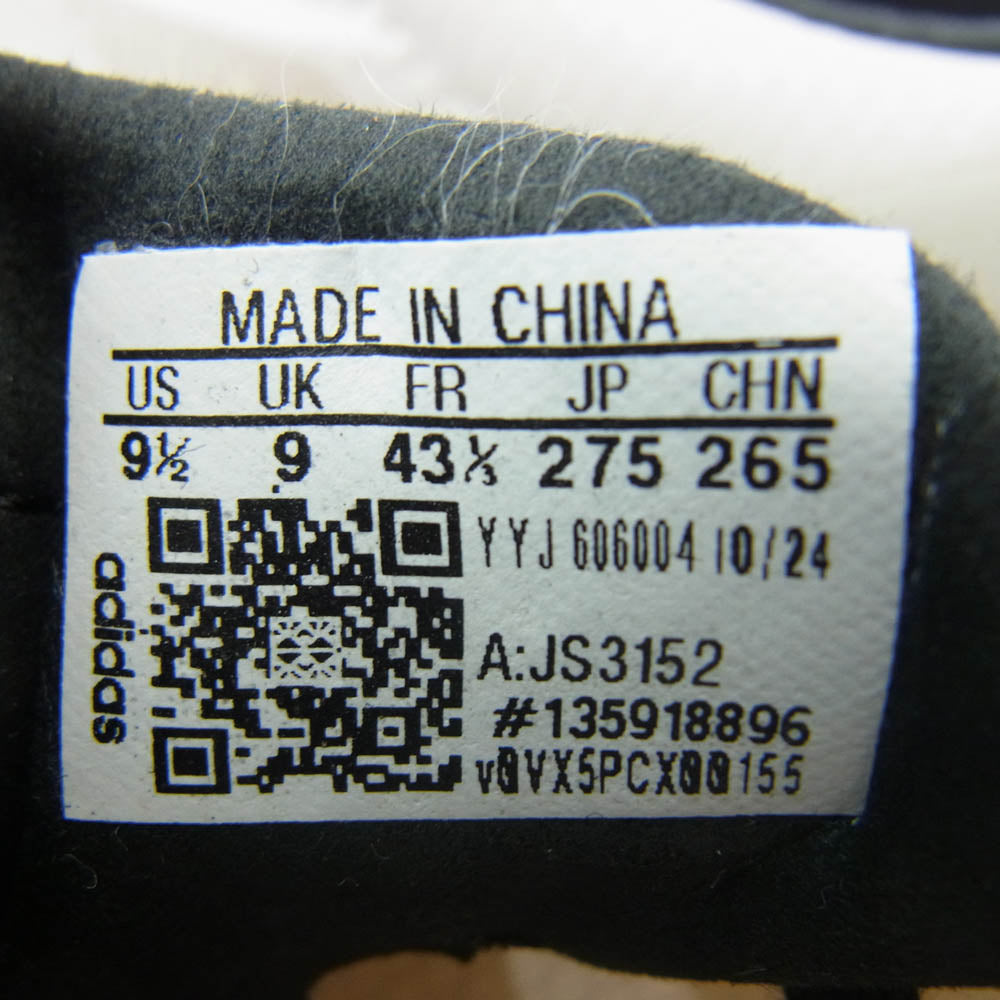 MADE IN CHINA
US UK FR JP CHN
9½ 9 43⅓ 275 265
YYJ 606004 10/24
A:JS3152
#135918896
v0VX5PCX00155
adidas